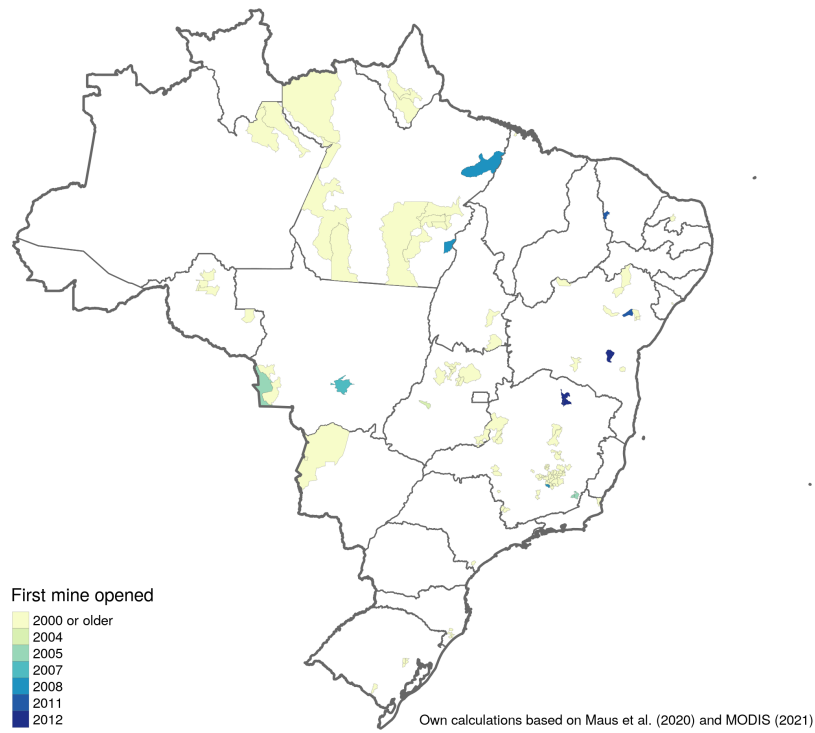 First mine opened
2000 or older
2004
2005
2007
2008
2011
2012
Own calculations based on Maus et al. (2020) and MODIS (2021)